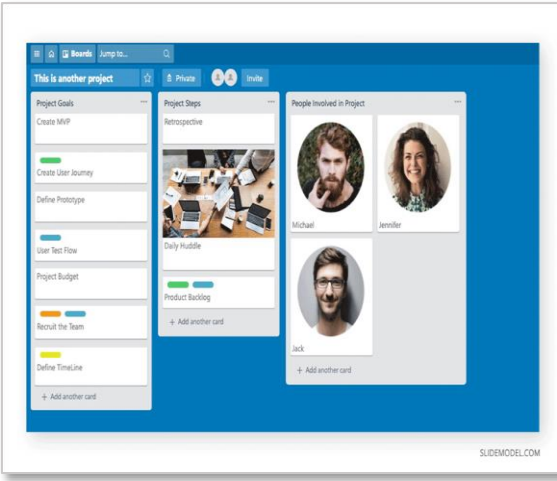 Boards Jump to...
This is another project Private Invite
Project Goals
Create MVP
Create User Journey
Define Prototype
User Test Flow
Project Budget
Recruit the Team
Define TimeLine
+ Add another card
Project Steps
Retrospective
Daily Huddle
Product Backlog
+ Add another card
People Involved in Project
Michael
Jennifer
Jack
+ Add another card
SLIDEMODEL.COM